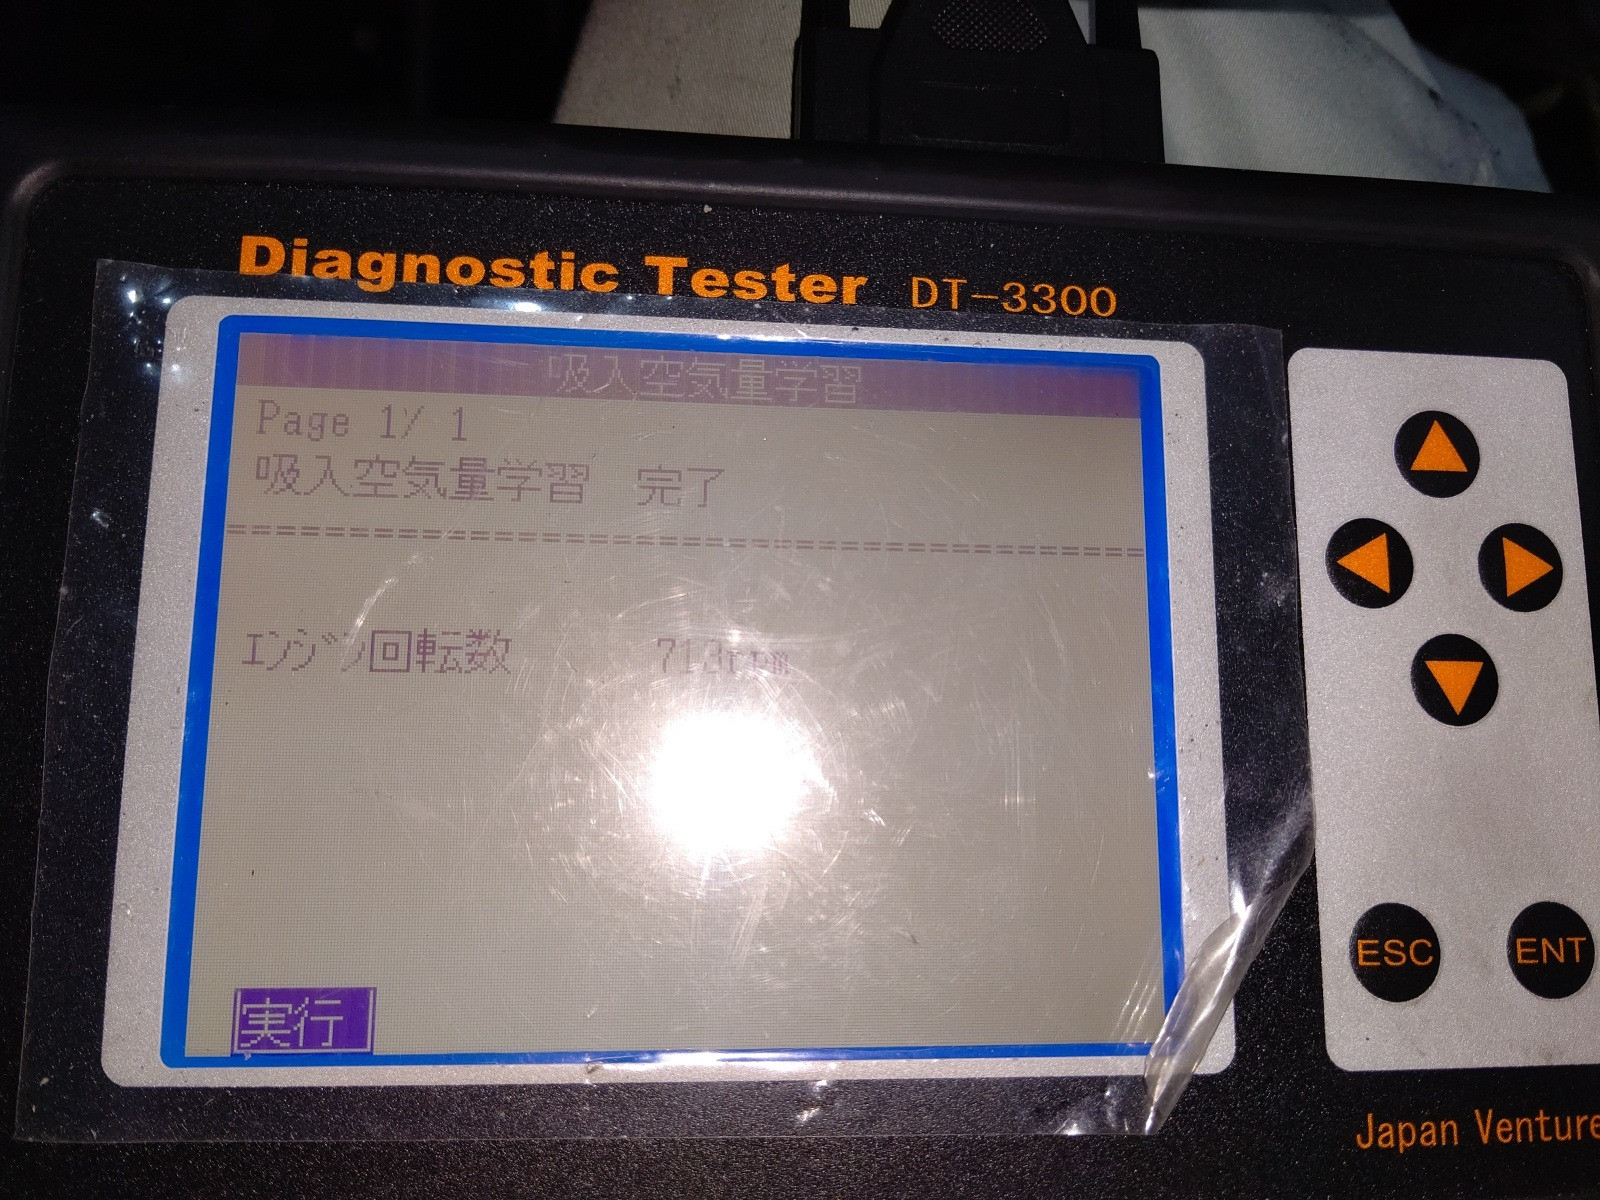 Diagnostic Tester DT-3300
吸入空気量学習
Page 1/ 1
吸入空気量学習 完了
================================================
エンジン回転数 713rpm
実行
ESC ENT
Japan Venture